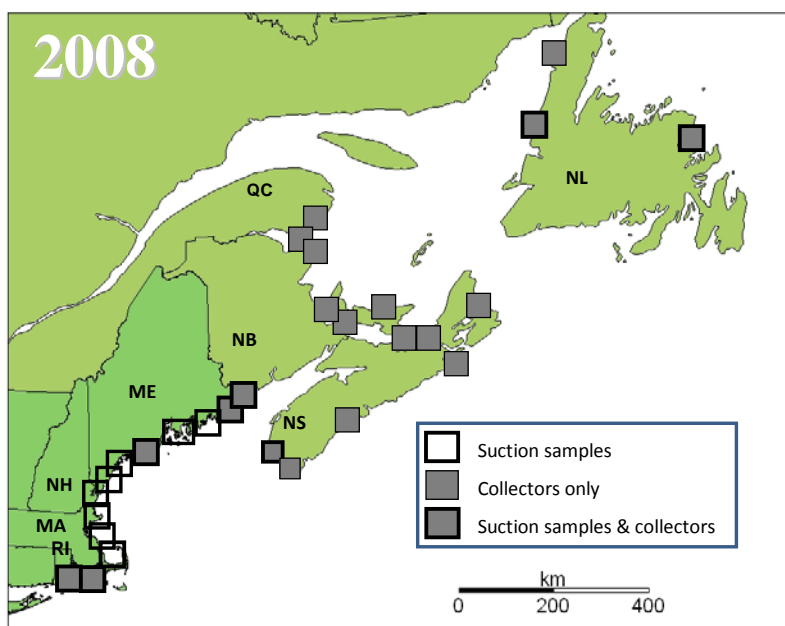 2008
QC
NL
NB
ME
NS
NH
MA
RI
Suction samples
Collectors only
Suction samples & collectors
km
0 200 400